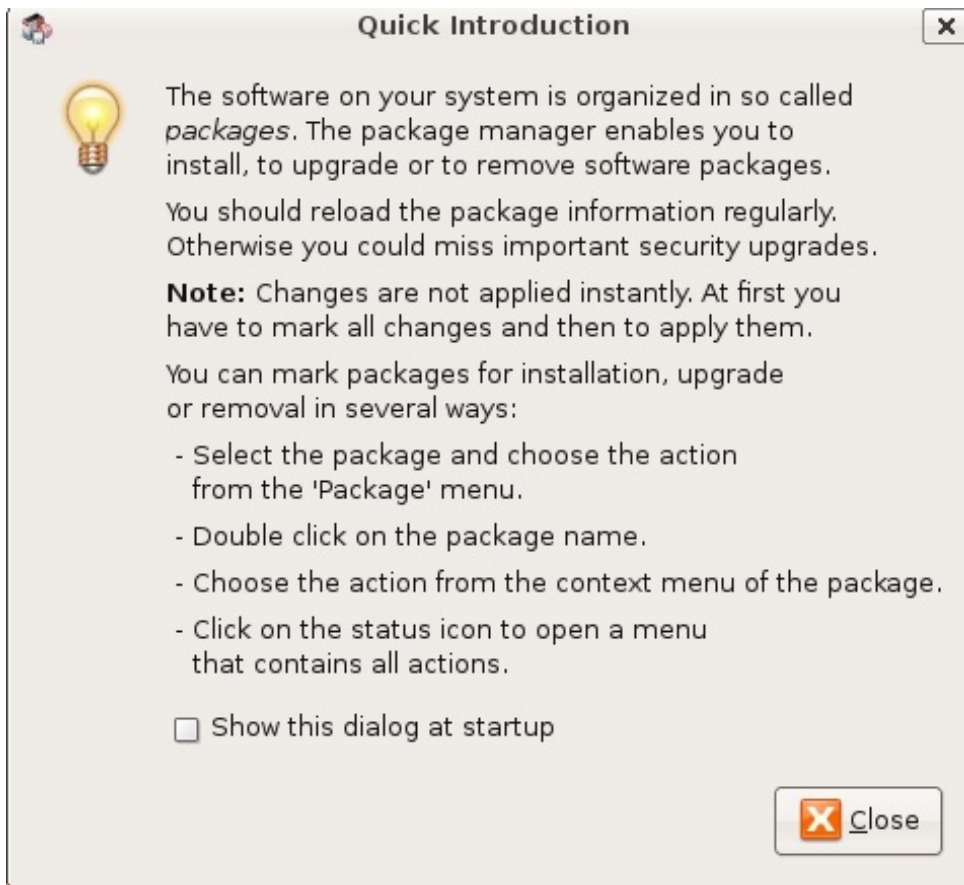 Quick Introduction
The software on your system is organized in so called
packages. The package manager enables you to
install, to upgrade or to remove software packages.
You should reload the package information regularly.
Otherwise you could miss important security upgrades.
Note: Changes are not applied instantly. At first you
have to mark all changes and then to apply them.
You can mark packages for installation, upgrade
or removal in several ways:
- Select the package and choose the action
from the 'Package' menu.
- Double click on the package name.
- Choose the action from the context menu of the package.
- Click on the status icon to open a menu
that contains all actions.
Show this dialog at startup
Close